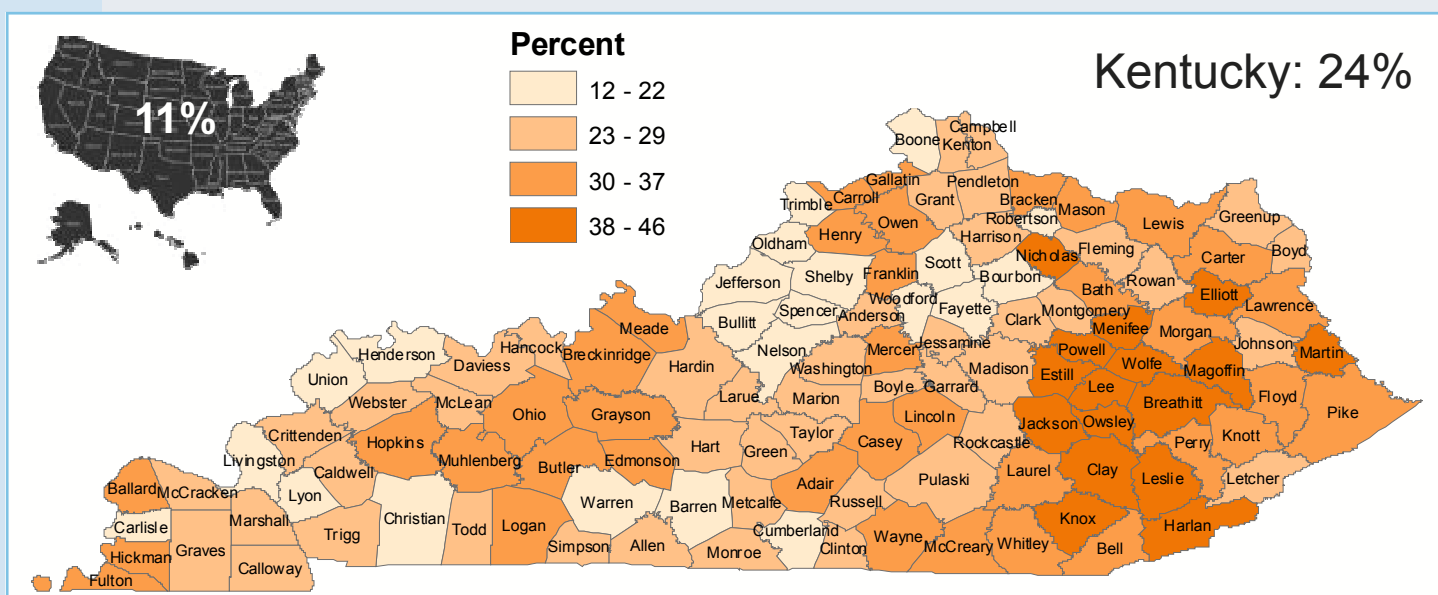 Percent
12 - 22
23 - 29
30 - 37
38 - 46
Kentucky: 24%
11%
Boone
Campbell
Kenton
Gallatin
Pendleton
Trimble
Carroll
Grant
Bracken
Mason
Lewis
Greenup
Owen
Robertson
Henry
Harrison
Oldham
Fleming
Boyd
Nicholas
Carter
Scott
Franklin
Bourbon
Shelby
Jefferson
Rowan
Bath
Elliott
Woodford
Lawrence
Fayette
Spencer
Anderson
Clark
Montgomery
Bullitt
Menifee
Morgan
Meade
Jessamine
Johnson
Hancock
Breckinridge
Nelson
Mercer
Powell
Martin
Henderson
Washington
Madison
Wolfe
Magoffin
Daviess
Hardin
Estill
Union
Boyle
Garrard
Lee
Floyd
Webster
McLean
Ohio
Grayson
Larue
Marion
Breathitt
Pike
Lincoln
Jackson
Owsley
Crittenden
Hopkins
Taylor
Casey
Rockcastle
Perry
Knott
Hart
Green
Livingston
Muhlenberg
Butler
Edmonson
Caldwell
Laurel
Clay
Leslie
Letcher
Pulaski
Adair
Ballard
McCracken
Lyon
Warren
Barren
Metcalfe
Russell
Carlisle
Marshall
Christian
Todd
Logan
Knox
Harlan
Trigg
Cumberland
Wayne
McCreary
Whitley
Bell
Hickman
Graves
Simpson
Allen
Monroe
Clinton
Calloway
Fulton